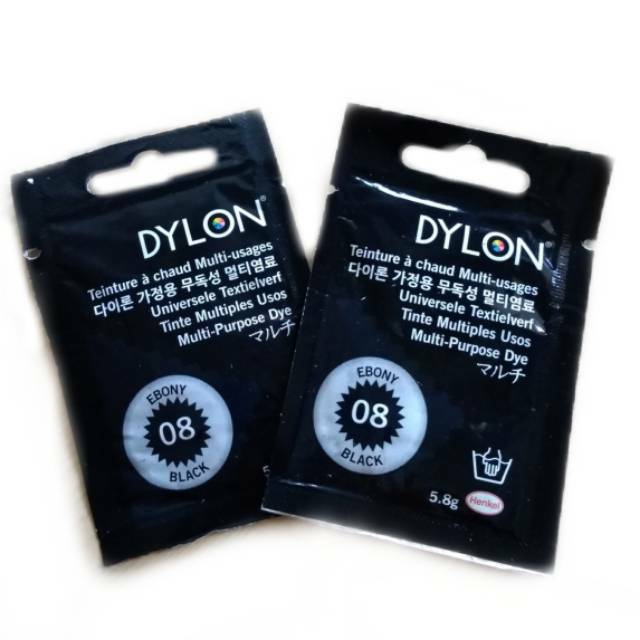 DYLON
Teinture à chaud Multi-usages
다이론 가정용 무독성 멀티염료
Universele Textielverf
Tinte Multiples Usos
Multi-Purpose Dye
マルチ
EBONY
08
BLACK
5
DYLON
Teinture à chaud Multi-usages
다이론 가정용 무독성 멀티염료
Universele Textielverf
Tinte Multiples Usos
Multi-Purpose Dye
マルチ
EBONY
08
BLACK
5.8g
Henkel